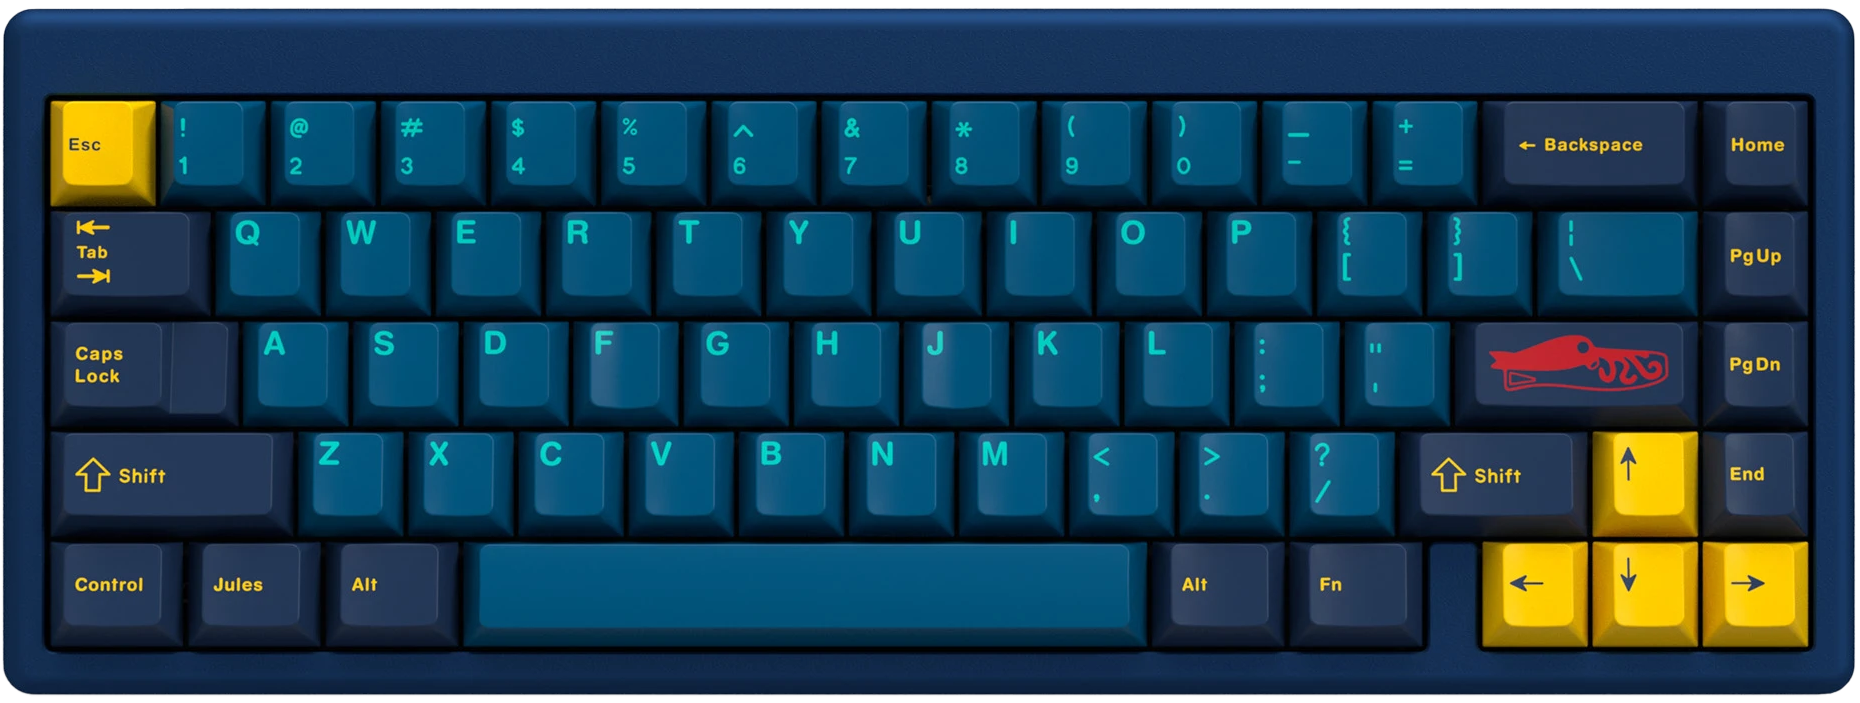 Esc ! @ # $ % ^ & * ( ) _ + ← Backspace Home
1 2 3 4 5 6 7 8 9 0 - =
⇤ Tab ⇥ Q W E R T Y U I O P { } ¦ PgUp
[ ] \
Caps A S D F G H J K L : " PgDn
Lock ; '
⇧ Shift Z X C V B N M < > ? ⇧ Shift ↑ End
, . /
Control Jules Alt Alt Fn ← ↓ →